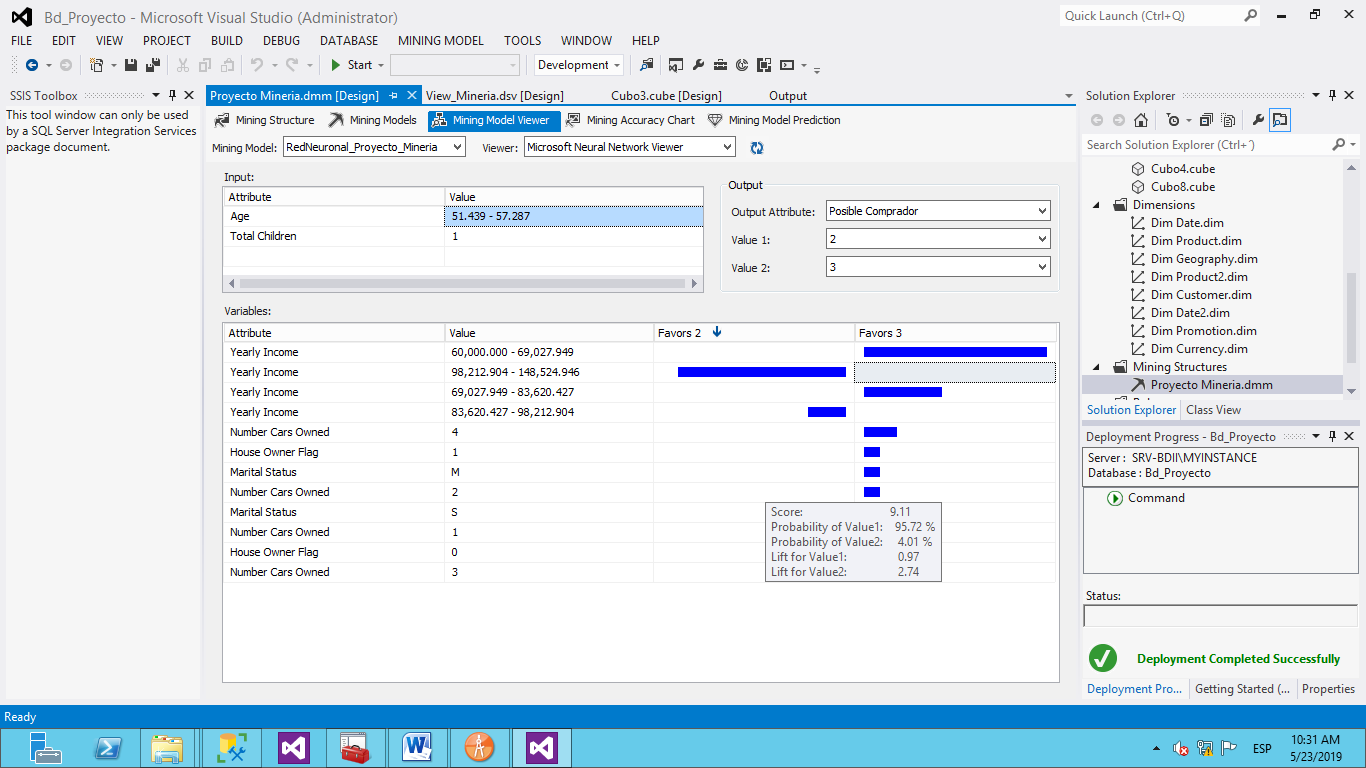 Bd_Proyecto - Microsoft Visual Studio (Administrator)
Quick Launch (Ctrl+Q)
FILE EDIT VIEW PROJECT BUILD DEBUG DATABASE MINING MODEL TOOLS WINDOW HELP
Start Development
SSIS Toolbox
This tool window can only be used
by a SQL Server Integration Services
package document.
Proyecto Mineria.dmm [Design] View_Mineria.dsv [Design] Cubo3.cube [Design] Output
Mining Structure Mining Models Mining Model Viewer Mining Accuracy Chart Mining Model Prediction
Mining Model: RedNeuronal_Proyecto_Mineria Viewer: Microsoft Neural Network Viewer
Input:
Attribute Value
Age 51.439 - 57.287
Total Children 1
Output
Output Attribute: Posible Comprador
Value 1: 2
Value 2: 3
Variables:
Attribute Value Favors 2 Favors 3
Yearly Income 60,000.000 - 69,027.949
Yearly Income 98,212.904 - 148,524.946
Yearly Income 69,027.949 - 83,620.427
Yearly Income 83,620.427 - 98,212.904
Number Cars Owned 4
House Owner Flag 1
Marital Status M
Number Cars Owned 2
Marital Status S
Number Cars Owned 1
House Owner Flag 0
Number Cars Owned 3
Score: 9.11
Probability of Value1: 95.72 %
Probability of Value2: 4.01 %
Lift for Value1: 0.97
Lift for Value2: 2.74
Solution Explorer
Search Solution Explorer (Ctrl+´)
Cubo4.cube
Cubo8.cube
Dimensions
Dim Date.dim
Dim Product.dim
Dim Geography.dim
Dim Product2.dim
Dim Customer.dim
Dim Date2.dim
Dim Promotion.dim
Dim Currency.dim
Mining Structures
Proyecto Mineria.dmm
Solution Explorer Class View
Deployment Progress - Bd_Proyecto
Server : SRV-BDII\MYINSTANCE
Database : Bd_Proyecto
Command
Status:
Deployment Completed Successfully
Deployment Pro... Getting Started (... Properties
Ready
ESP
10:31 AM
5/23/2019